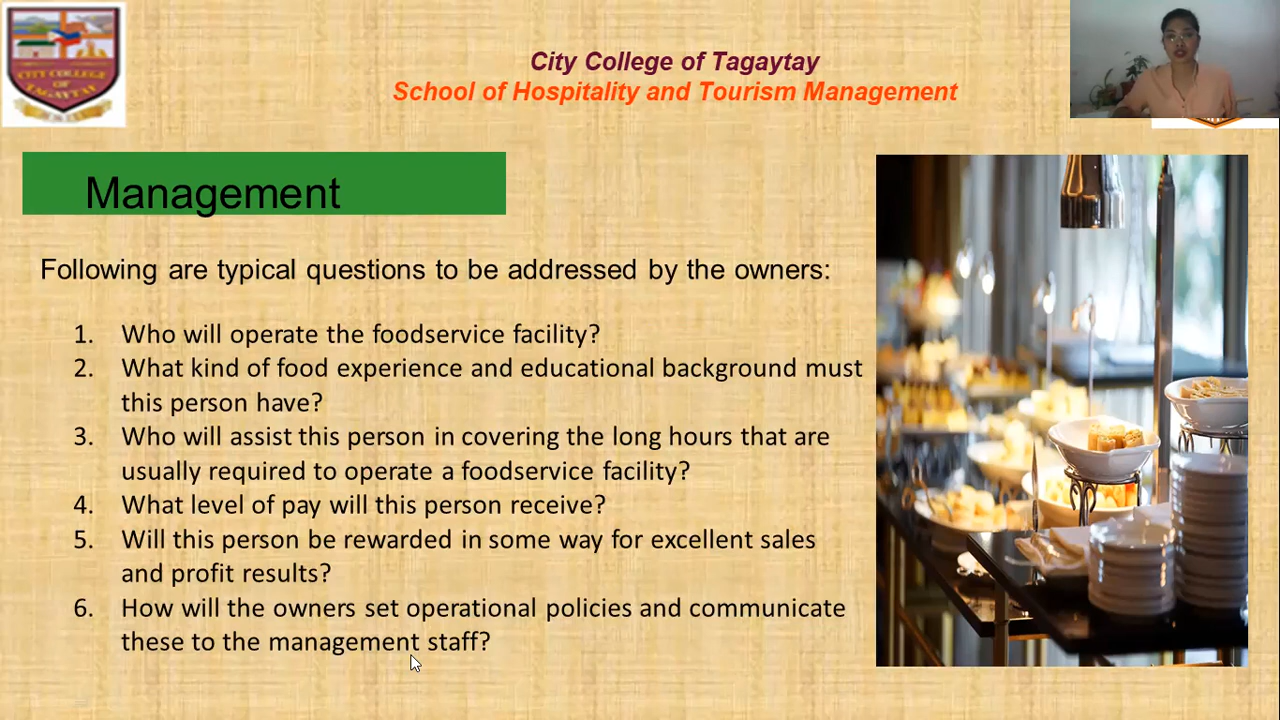 City College of Tagaytay
School of Hospitality and Tourism Management
CITY COLLEGE
OF
TAGAYTAY
Management
Following are typical questions to be addressed by the owners:
1. Who will operate the foodservice facility?
2. What kind of food experience and educational background must
this person have?
3. Who will assist this person in covering the long hours that are
usually required to operate a foodservice facility?
4. What level of pay will this person receive?
5. Will this person be rewarded in some way for excellent sales
and profit results?
6. How will the owners set operational policies and communicate
these to the management staff?